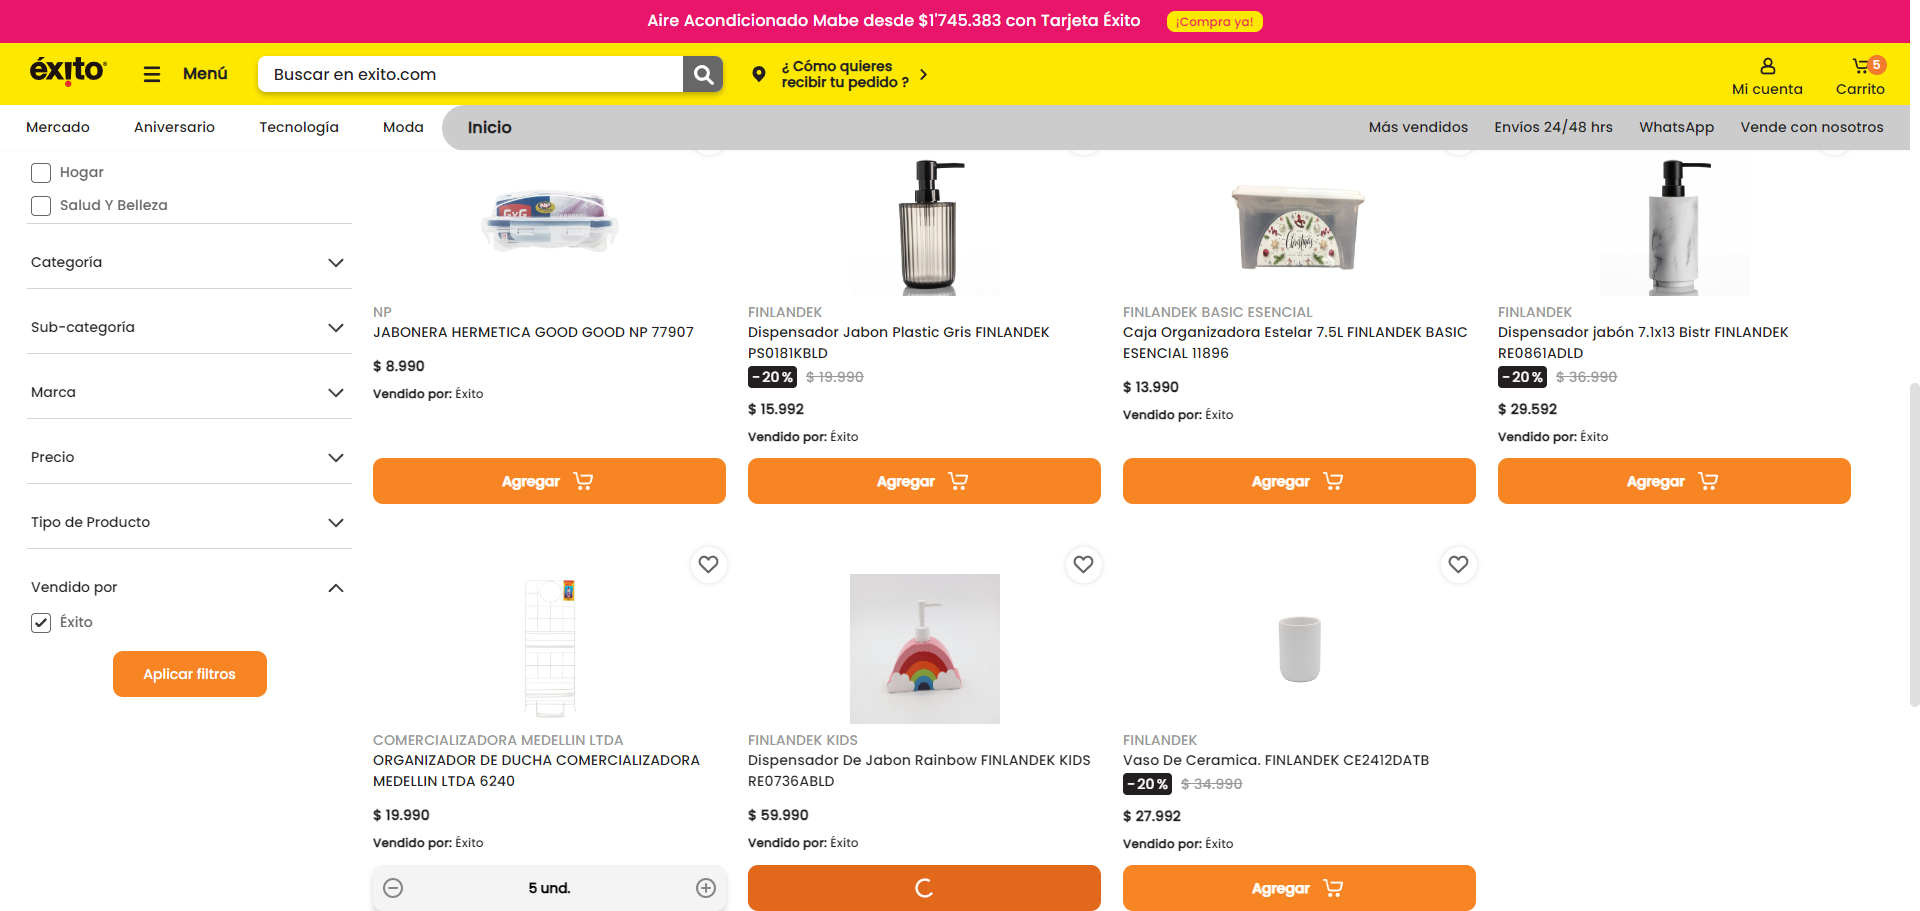 Aire Acondicionado Mabe desde $1'745.383 con Tarjeta Éxito ¡Compra ya!
éxito Menú Buscar en exito.com ¿ Cómo quieres recibir tu pedido ? Mi cuenta 5 Carrito
Mercado Aniversario Tecnología Moda Inicio Más vendidos Envíos 24/48 hrs WhatsApp Vende con nosotros
Hogar
Salud Y Belleza
Categoría
Sub-categoría
Marca
Precio
Tipo de Producto
Vendido por
Éxito
Aplicar filtros
GxG
NP
NP
JABONERA HERMETICA GOOD GOOD NP 77907
$ 8.990
Vendido por: Éxito
Agregar
FINLANDEK
Dispensador Jabon Plastic Gris FINLANDEK
PS0181KBLD
-20% $ 19.990
$ 15.992
Vendido por: Éxito
Agregar
Christmas
FINLANDEK BASIC ESENCIAL
Caja Organizadora Estelar 7.5L FINLANDEK BASIC
ESENCIAL 11896
$ 13.990
Vendido por: Éxito
Agregar
FINLANDEK
Dispensador jabón 7.1x13 Bistr FINLANDEK
RE0861ADLD
-20% $ 36.990
$ 29.592
Vendido por: Éxito
Agregar
COMERCIALIZADORA MEDELLIN LTDA
ORGANIZADOR DE DUCHA COMERCIALIZADORA
MEDELLIN LTDA 6240
$ 19.990
Vendido por: Éxito
5 und.
FINLANDEK KIDS
Dispensador De Jabon Rainbow FINLANDEK KIDS
RE0736ABLD
$ 59.990
Vendido por: Éxito
FINLANDEK
Vaso De Ceramica. FINLANDEK CE2412DATB
-20% $ 34.990
$ 27.992
Vendido por: Éxito
Agregar